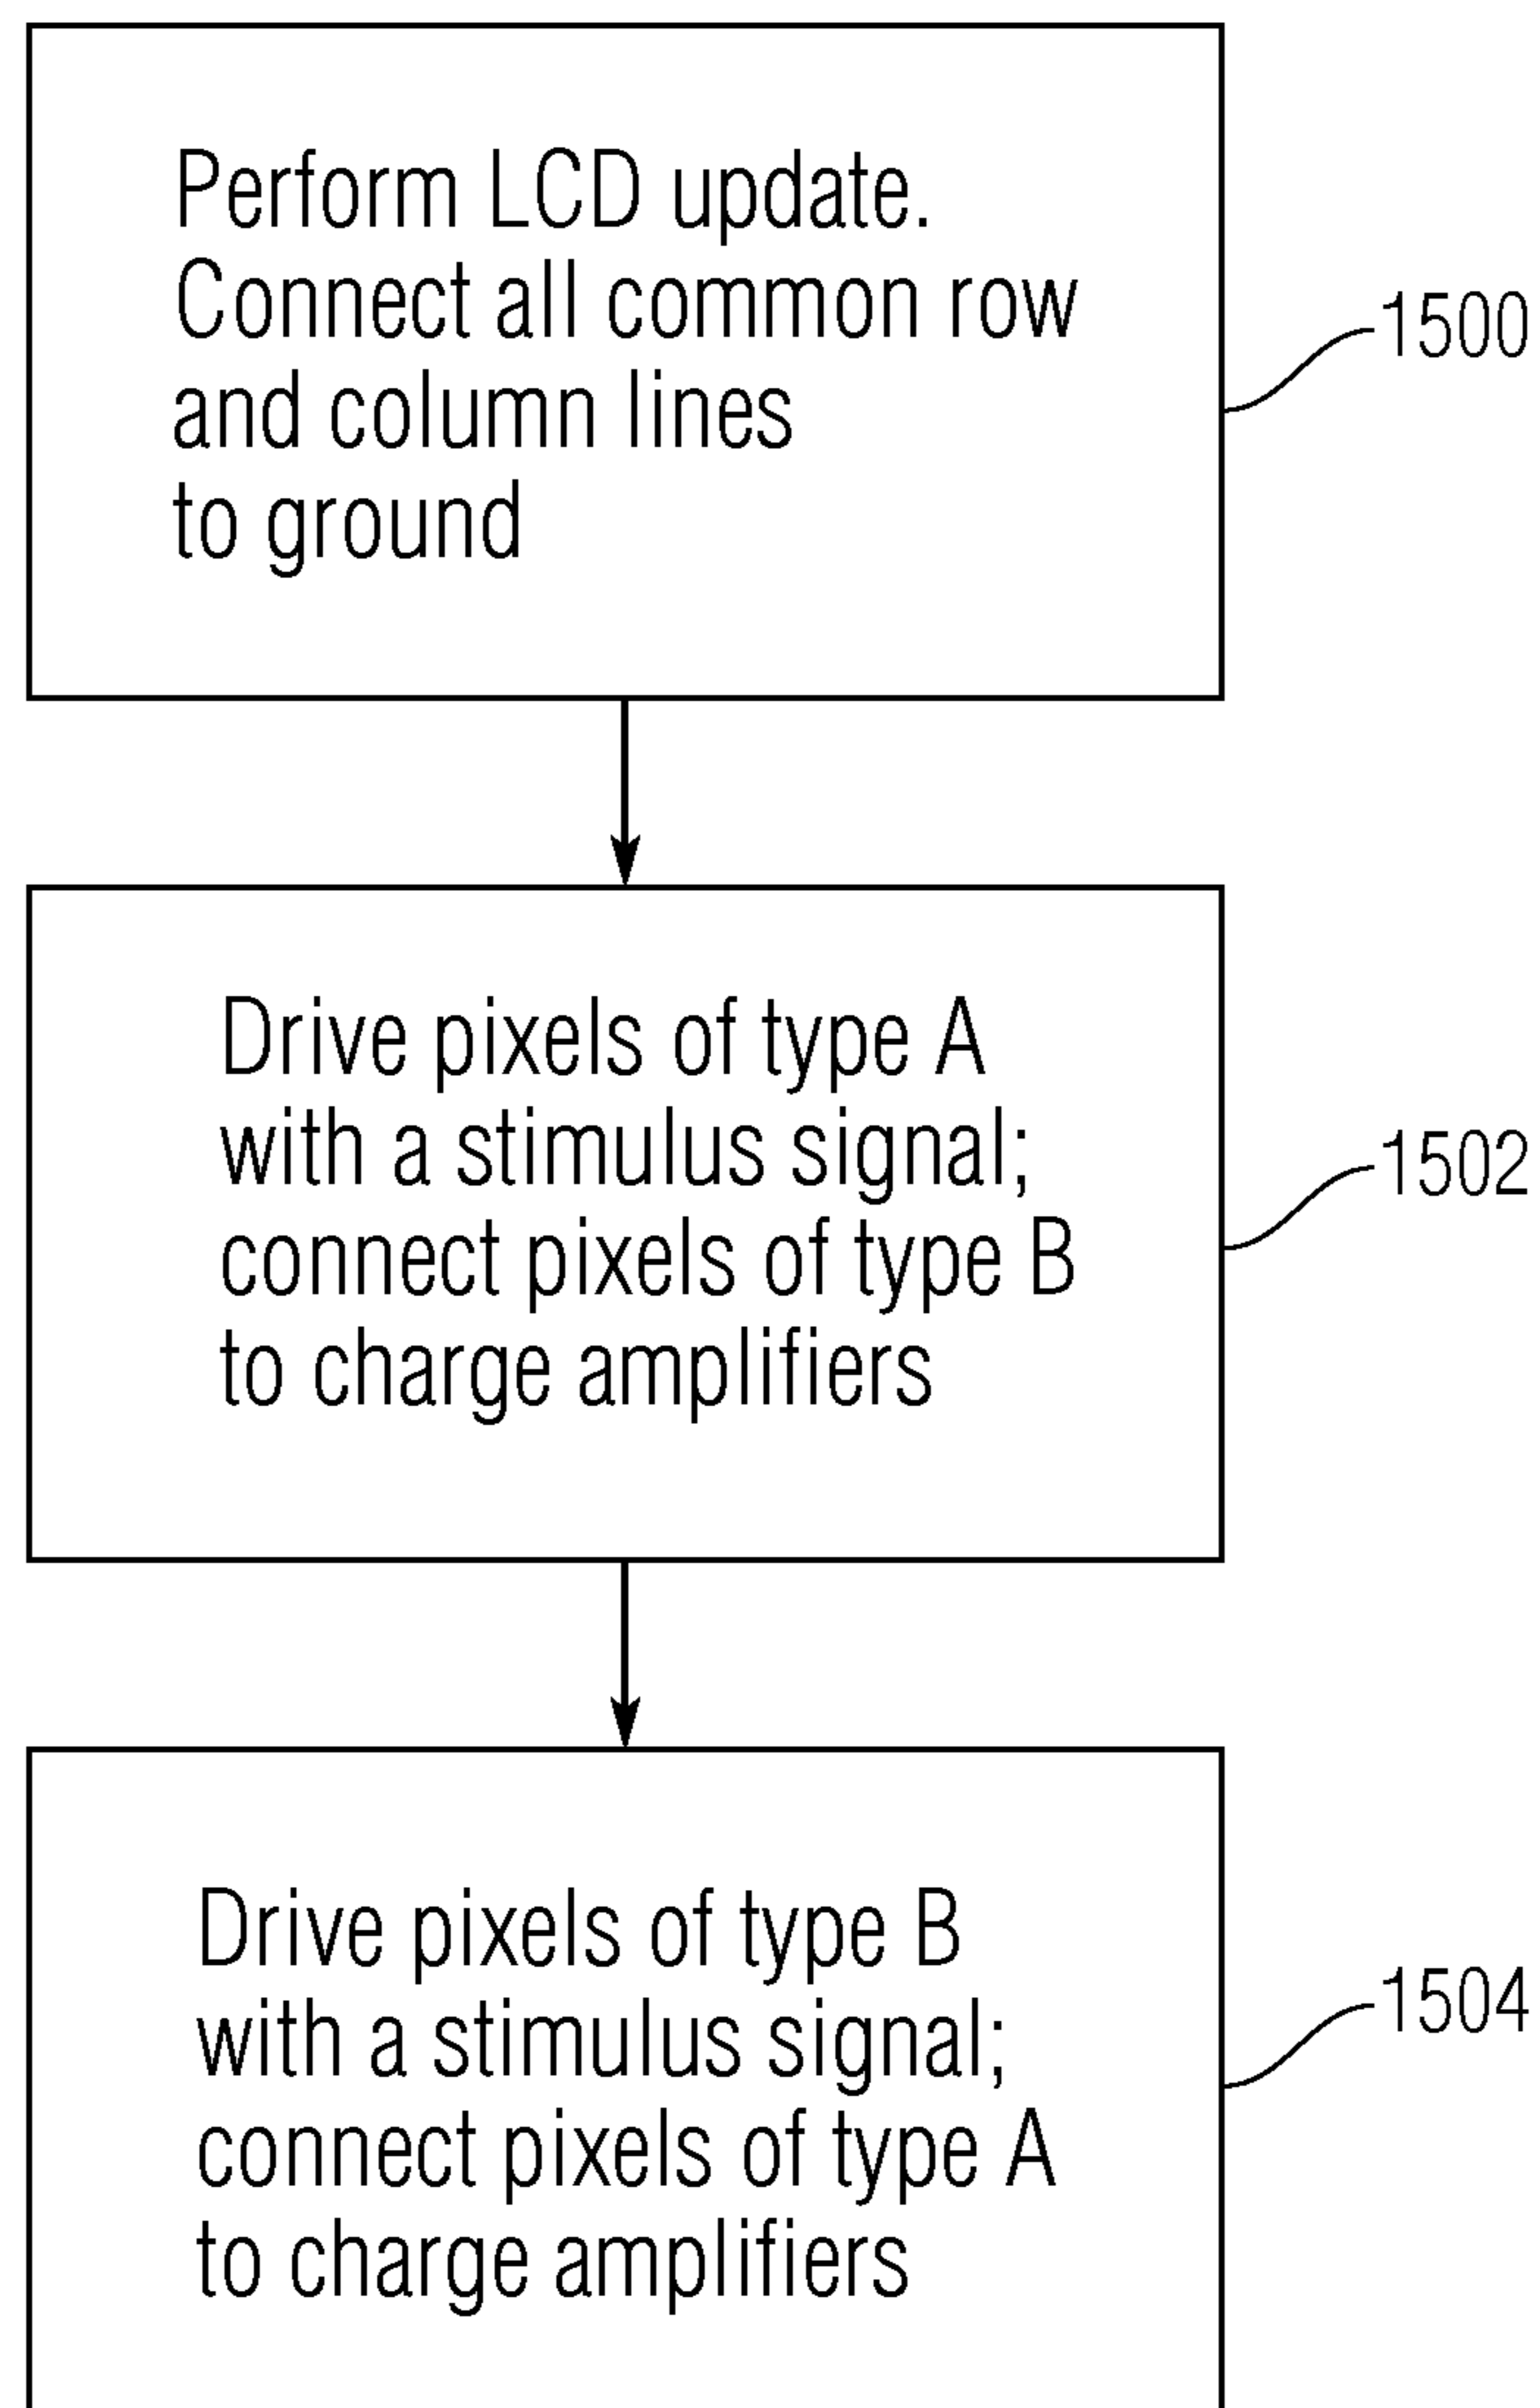 Perform LCD update.
Connect all common row
and column lines
to ground
1500
Drive pixels of type A
with a stimulus signal;
connect pixels of type B
to charge amplifiers
1502
Drive pixels of type B
with a stimulus signal;
connect pixels of type A
to charge amplifiers
1504